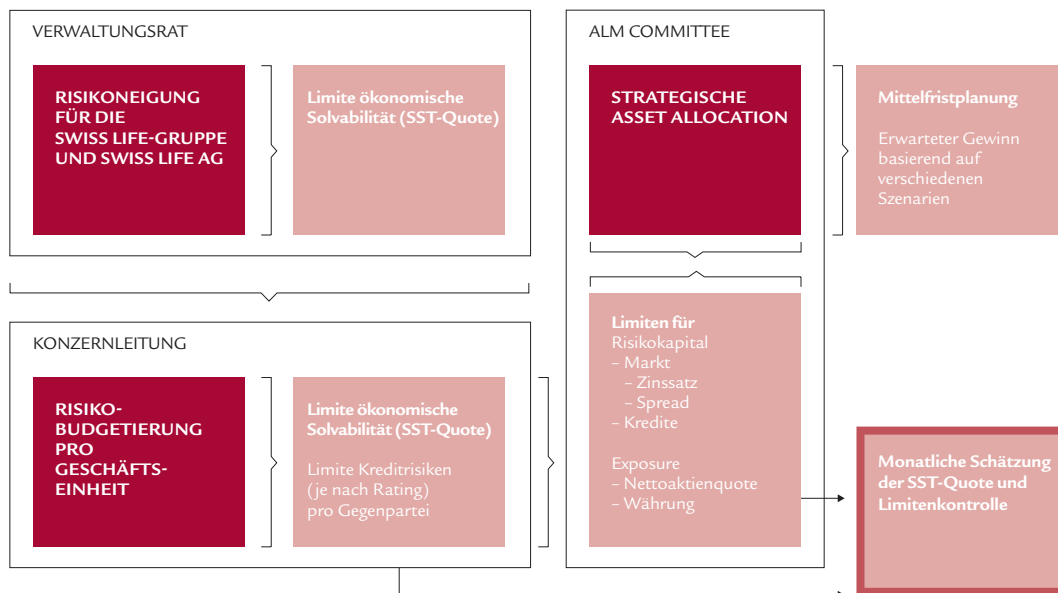 VERWALTUNGSRAT
RISIKONEIGUNG
FÜR DIE
SWISS LIFE-GRUPPE
UND SWISS LIFE AG
Limite ökonomische
Solvabilität (SST-Quote)
KONZERNLEITUNG
RISIKO-
BUDGETIERUNG
PRO
GESCHÄFTS-
EINHEIT
Limite ökonomische
Solvabilität (SST-Quote)
Limite Kreditrisiken
(je nach Rating)
pro Gegenpartei
ALM COMMITTEE
STRATEGISCHE
ASSET ALLOCATION
Limiten für
Risikokapital
– Markt
– Zinssatz
– Spread
– Kredite
Exposure
– Nettoaktienquote
– Währung
Mittelfristplanung
Erwarteter Gewinn
basierend auf
verschiedenen
Szenarien
Monatliche Schätzung
der SST-Quote und
Limitenkontrolle